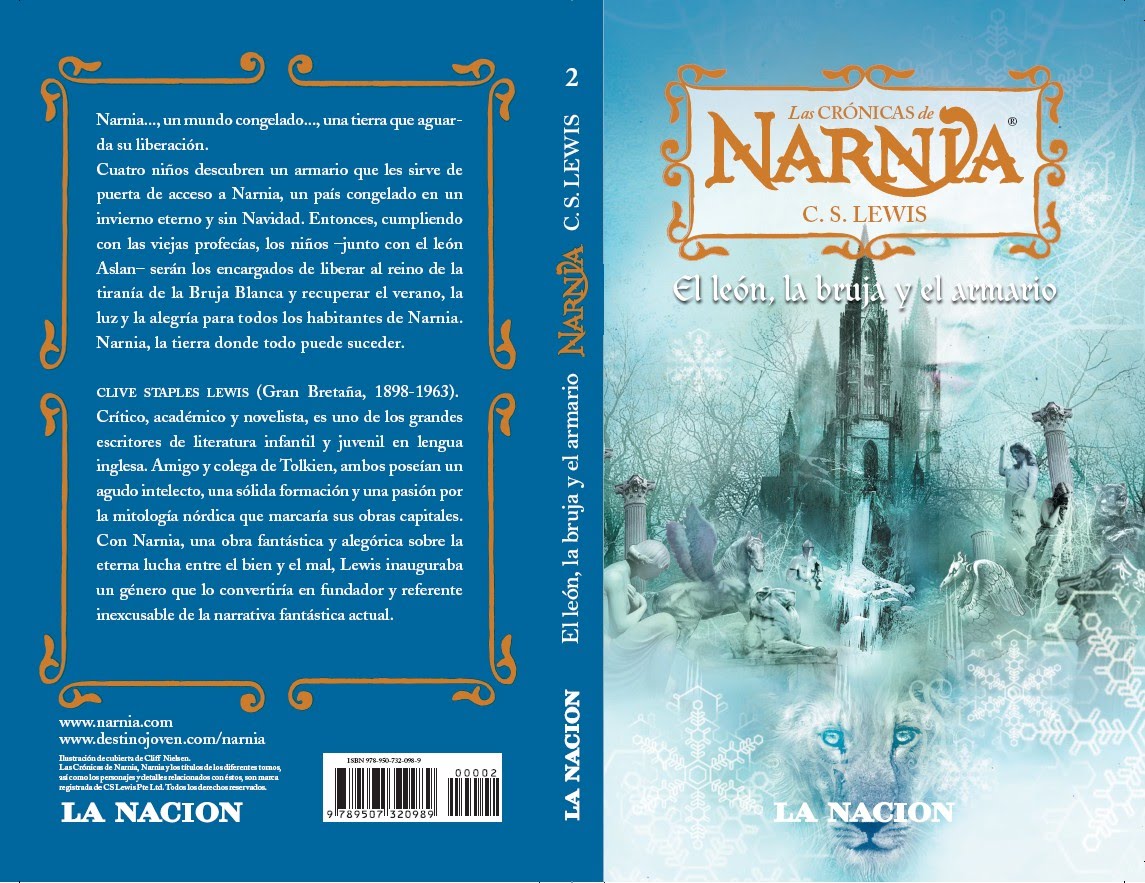 Narnia..., un mundo congelado..., una tierra que aguar-
da su liberación.
Cuatro niños descubren un armario que les sirve de
puerta de acceso a Narnia, un país congelado en un
invierno eterno y sin Navidad. Entonces, cumpliendo
con las viejas profecías, los niños –junto con el león
Aslan– serán los encargados de liberar al reino de la
tiranía de la Bruja Blanca y recuperar el verano, la
luz y la alegría para todos los habitantes de Narnia.
Narnia, la tierra donde todo puede suceder.
CLIVE STAPLES LEWIS (Gran Bretaña, 1898-1963).
Crítico, académico y novelista, es uno de los grandes
escritores de literatura infantil y juvenil en lengua
inglesa. Amigo y colega de Tolkien, ambos poseían un
agudo intelecto, una sólida formación y una pasión por
la mitología nórdica que marcaría sus obras capitales.
Con Narnia, una obra fantástica y alegórica sobre la
eterna lucha entre el bien y el mal, Lewis inauguraba
un género que lo convertiría en fundador y referente
inexcusable de la narrativa fantástica actual.
www.narnia.com
www.destinojoven.com/narnia
Ilustración de cubierta de Cliff Nielsen.
Las Crónicas de Narnia, Narnia y los títulos de los diferentes tomos,
así como los personajes y detalles relacionados con éstos, son marca
registrada de CS Lewis Pte Ltd. Todos los derechos reservados.
LA NACION
ISBN 978-950-732-098-9
00002
9 789507 320989
2
El león, la bruja y el armario NARNIA C. S. LEWIS
LA NACION
Las CRÓNICAS de
NARNIA®
C. S. LEWIS
El león, la bruja y el armario
LA NACION